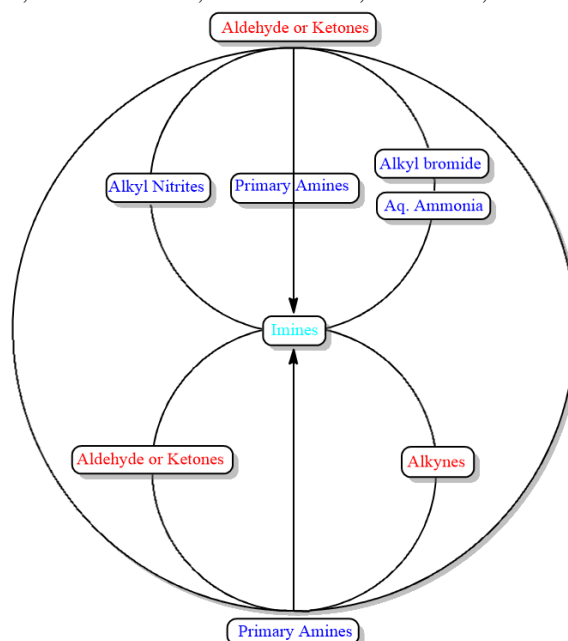 Aldehyde or Ketones
Alkyl Nitrites
Primary Amines
Alkyl bromide
Aq. Ammonia
Imines
Aldehyde or Ketones
Alkynes
Primary Amines